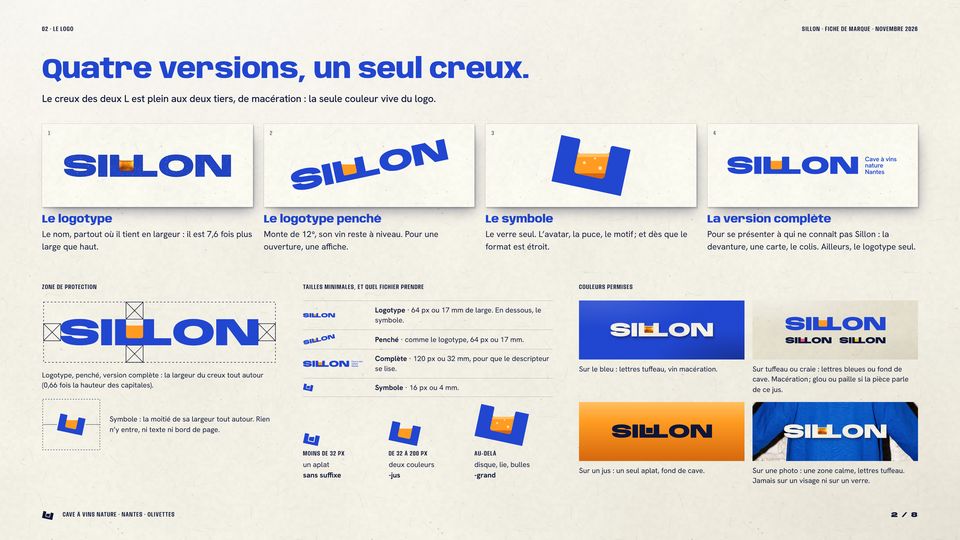 02 · LE LOGO
SILLON · FICHE DE MARQUE · NOVEMBRE 2026
Quatre versions, un seul creux.
Le creux des deux L est plein aux deux tiers, de macération : la seule couleur vive du logo.
1
SILLON
2
SILLON
3
4
SILLON
Cave à vins
nature
Nantes
Le logotype
Le nom, partout où il tient en largeur : il est 7,6 fois plus
large que haut.
Le logotype penché
Monte de 12°, son vin reste à niveau. Pour une
ouverture, une affiche.
Le symbole
Le verre seul. L’avatar, la puce, le motif ; et dès que le
format est étroit.
La version complète
Pour se présenter à qui ne connaît pas Sillon : la
devanture, une carte, le colis. Ailleurs, le logotype seul.
ZONE DE PROTECTION
SILLON
Logotype, penché, version complète : la largeur du creux tout autour
(0,66 fois la hauteur des capitales).
Symbole : la moitié de sa largeur tout autour. Rien
n’y entre, ni texte ni bord de page.
TAILLES MINIMALES, ET QUEL FICHIER PRENDRE
SILLON
Logotype · 64 px ou 17 mm de large. En dessous, le
symbole.
SILLON
Penché · comme le logotype, 64 px ou 17 mm.
SILLON
Complète · 120 px ou 32 mm, pour que le descripteur
se lise.
Symbole · 16 px ou 4 mm.
MOINS DE 32 PX
un aplat
sans suffixe
DE 32 À 200 PX
deux couleurs
-jus
AU-DELÀ
disque, lie, bulles
-grand
COULEURS PERMISES
SILLON
Sur le bleu : lettres tuffeau, vin macération.
SILLON
SILLON SILLON
Sur tuffeau ou craie : lettres bleues ou fond de
cave. Macération ; glou ou paille si la pièce parle
de ce jus.
SILLON
Sur un jus : un seul aplat, fond de cave.
SILLON
Sur une photo : une zone calme, lettres tuffeau.
Jamais sur un visage ni sur un verre.
CAVE À VINS NATURE · NANTES · OLIVETTES
2 / 8